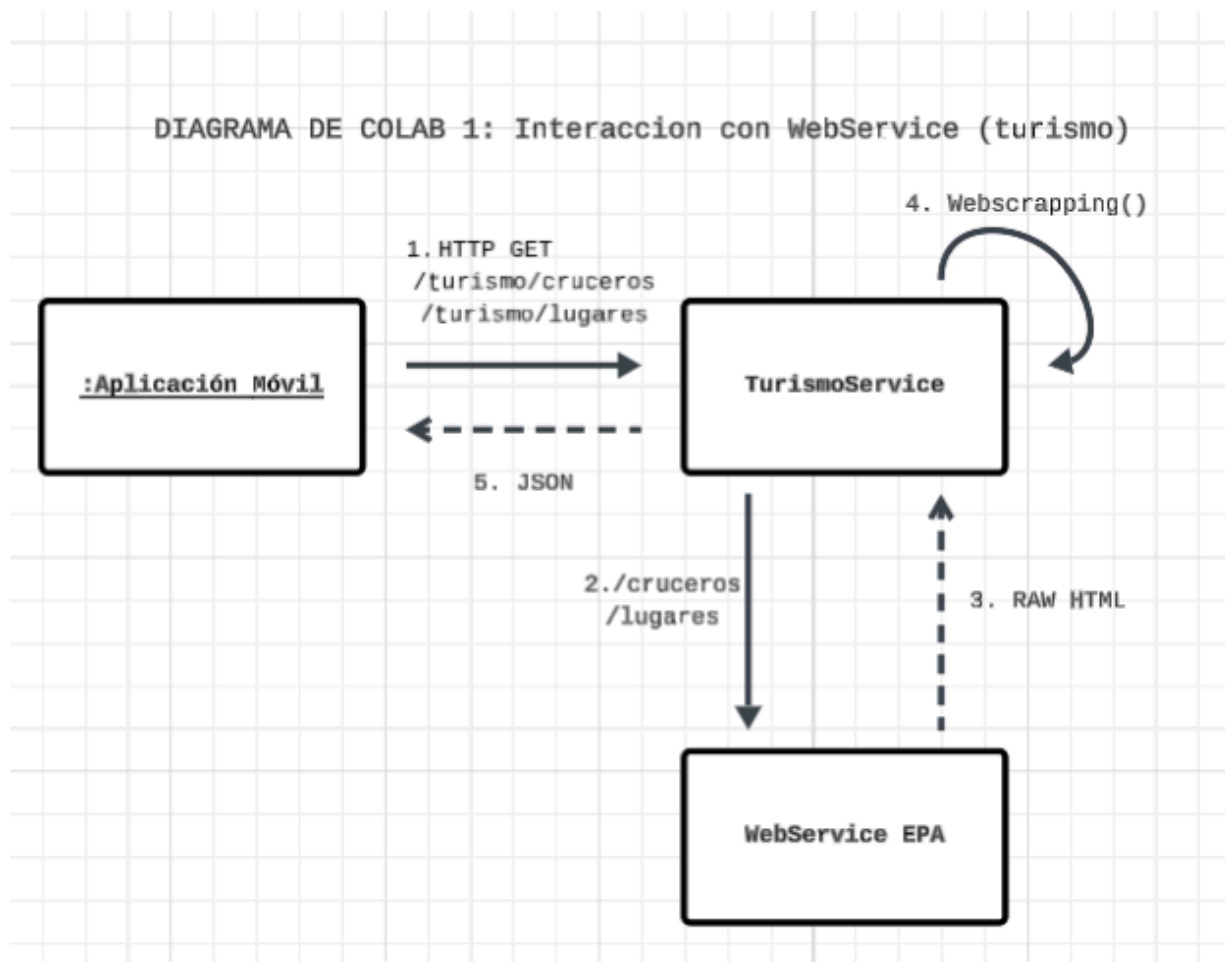 DIAGRAMA DE COLAB 1: Interaccion con WebService (turismo)
4. Webscrapping()
1.HTTP GET
/turismo/cruceros
/turismo/lugares
:Aplicación Móvil
TurismoService
5. JSON
2./cruceros
/lugares
3. RAW HTML
WebService EPA